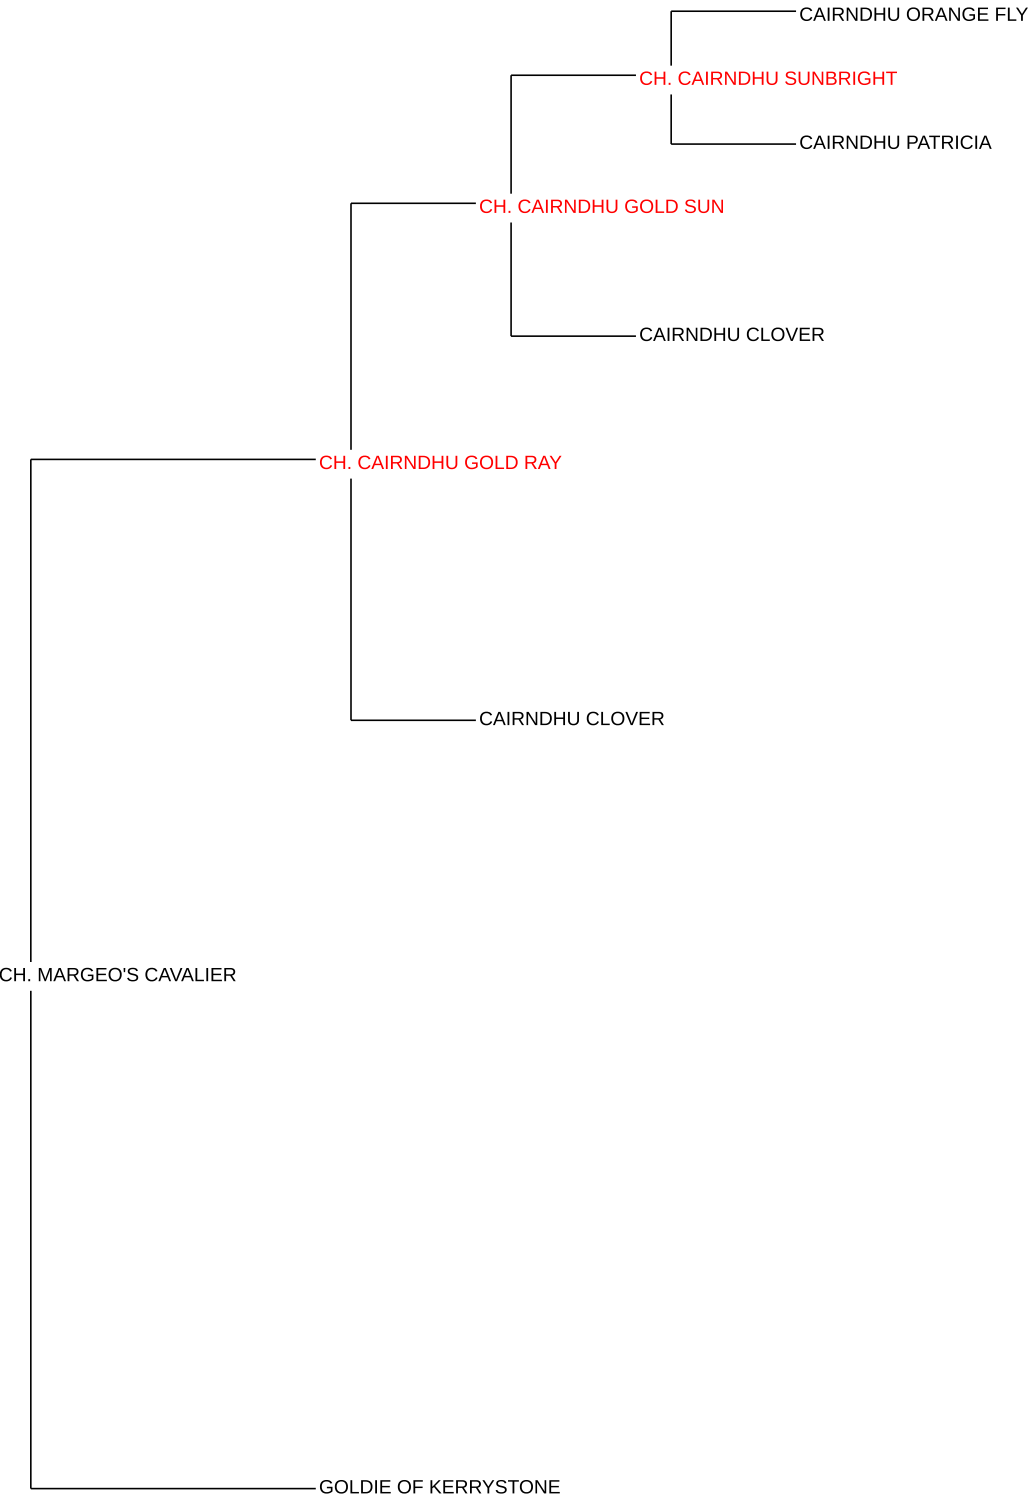 CAIRNDHU ORANGE FLY
CH. CAIRNDHU SUNBRIGHT
CAIRNDHU PATRICIA
CH. CAIRNDHU GOLD SUN
CAIRNDHU CLOVER
CH. CAIRNDHU GOLD RAY
CAIRNDHU CLOVER
CH. MARGEO'S CAVALIER
GOLDIE OF KERRYSTONE